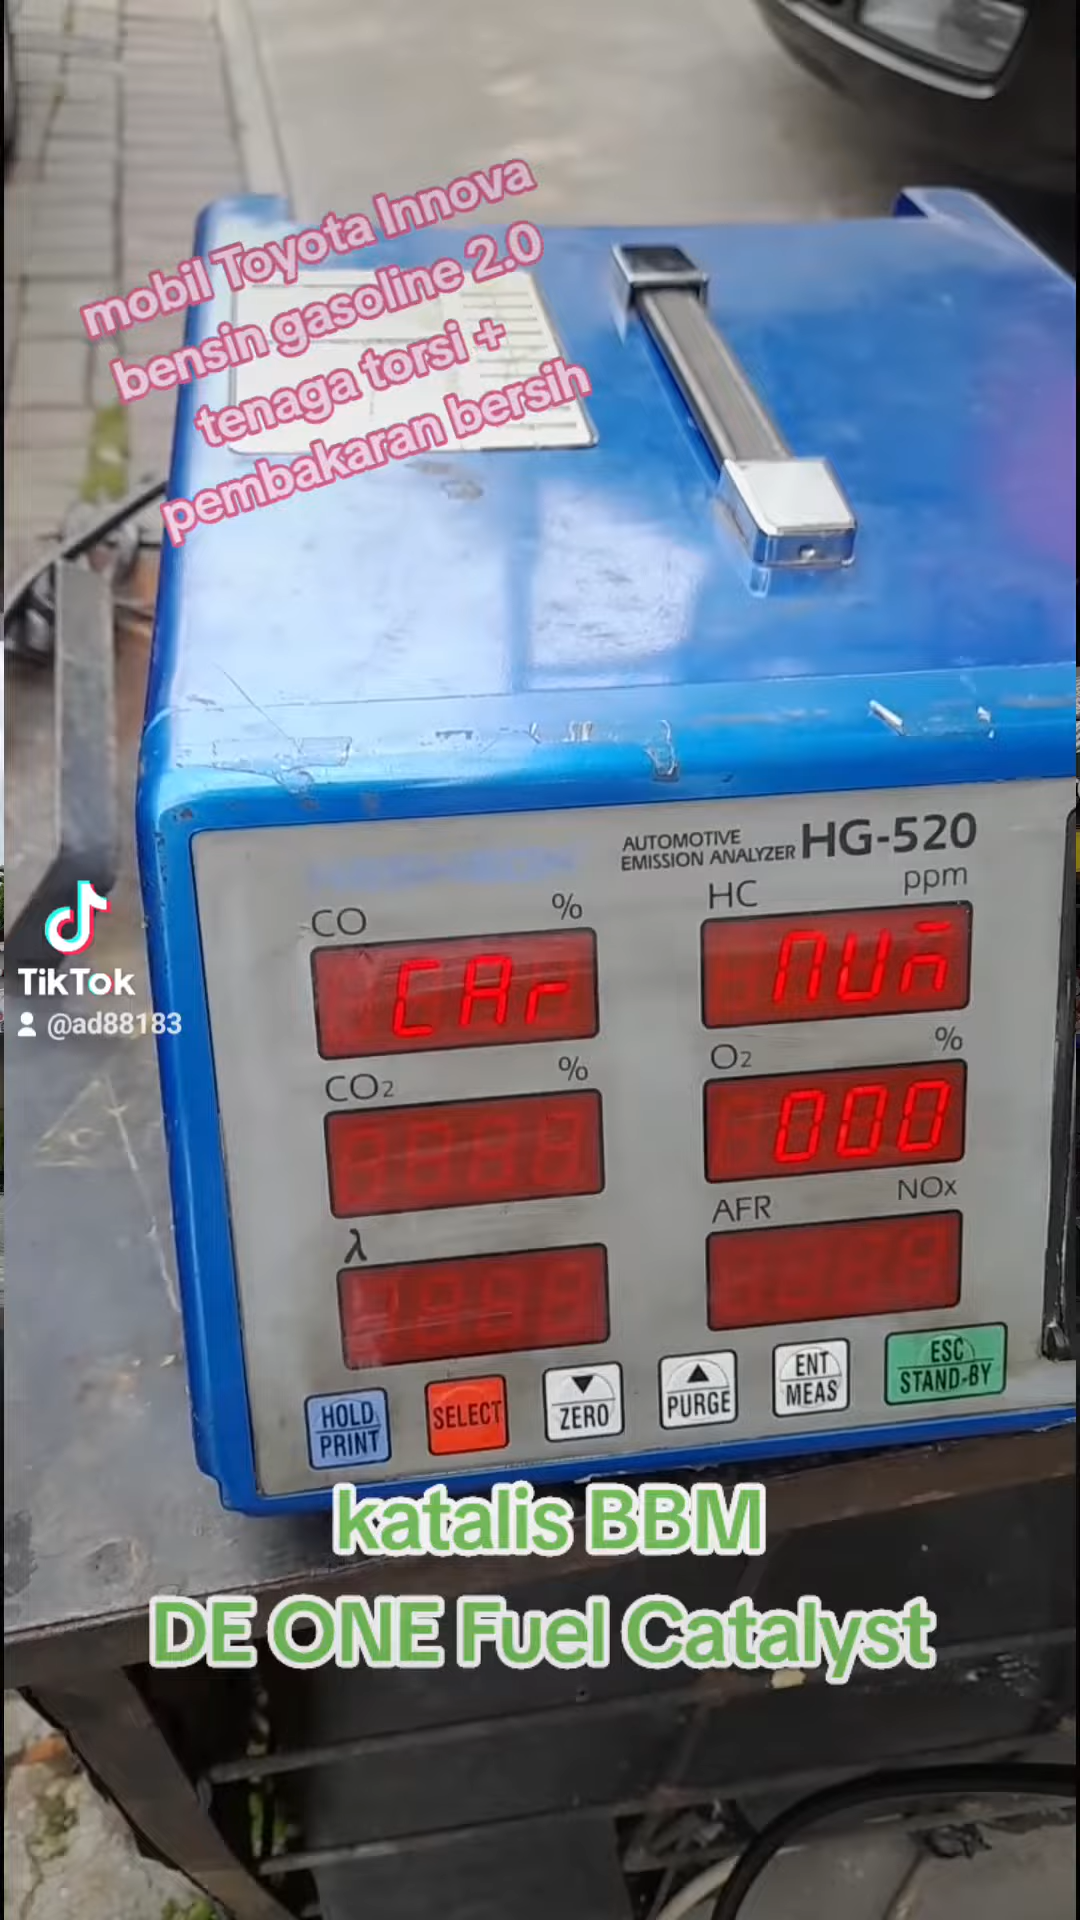 mobil Toyota Innova
bensin gasoline 2.0
tenaga torsi +
pembakaran bersih
AUTOMOTIVE
EMISSION ANALYZER HG-520
CO %
HC ppm
CAr
nUm
CO2 %
O2 %
000
λ
AFR NOx
HOLD
PRINT
SELECT
▼
ZERO
▲
PURGE
ENT
MEAS
ESC
STAND-BY
TikTok
@ad88183
katalis BBM
DE ONE Fuel Catalyst